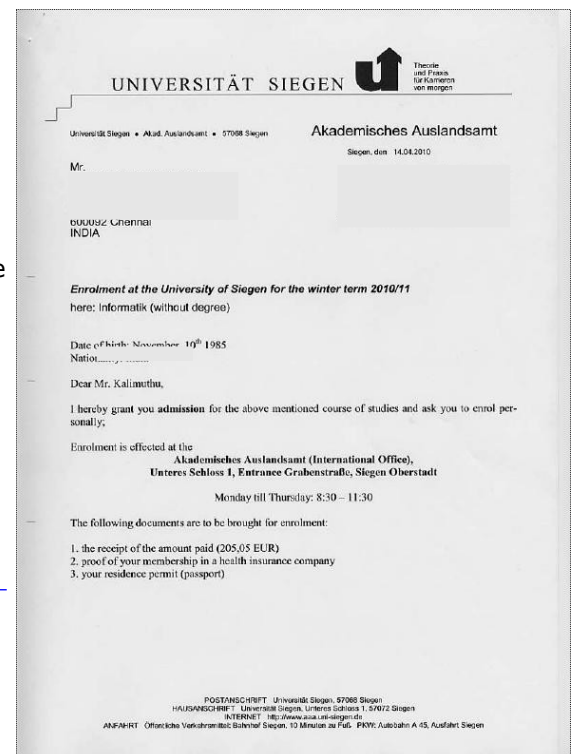 UNIVERSITÄT SIEGEN
Theorie
und Praxis
für Karrieren
von morgen
Universität Siegen • Akad. Auslandsamt • 57068 Siegen
Akademisches Auslandsamt
Siegen, den 14.04.2010
Mr.
600092 Chennai
INDIA
e
Enrolment at the University of Siegen for the winter term 2010/11
here: Informatik (without degree)
Date of birth: November 10th 1985
Dear Mr. Kalimuthu,
I hereby grant you admission for the above mentioned course of studies and ask you to enrol per-
sonally;
Enrolment is effected at the
Akademisches Auslandsamt (International Office),
Unteres Schloss 1, Entrance Grabenstraße, Siegen Oberstadt
Monday till Thursday: 8:30 – 11:30
The following documents are to be brought for enrolment:
1. the receipt of the amount paid (205,05 EUR)
2. proof of your membership in a health insurance company
3. your residence permit (passport)
POSTANSCHRIFT Universität Siegen, 57068 Siegen
HAUSANSCHRIFT Universität Siegen, Unteres Schloss 1, 57072 Siegen
INTERNET http://www.aaa.uni-siegen.de
ANFAHRT Öffentliche Verkehrsmittel: Bahnhof Siegen, 10 Minuten zu Fuß PKW: Autobahn A 45, Ausfahrt Siegen